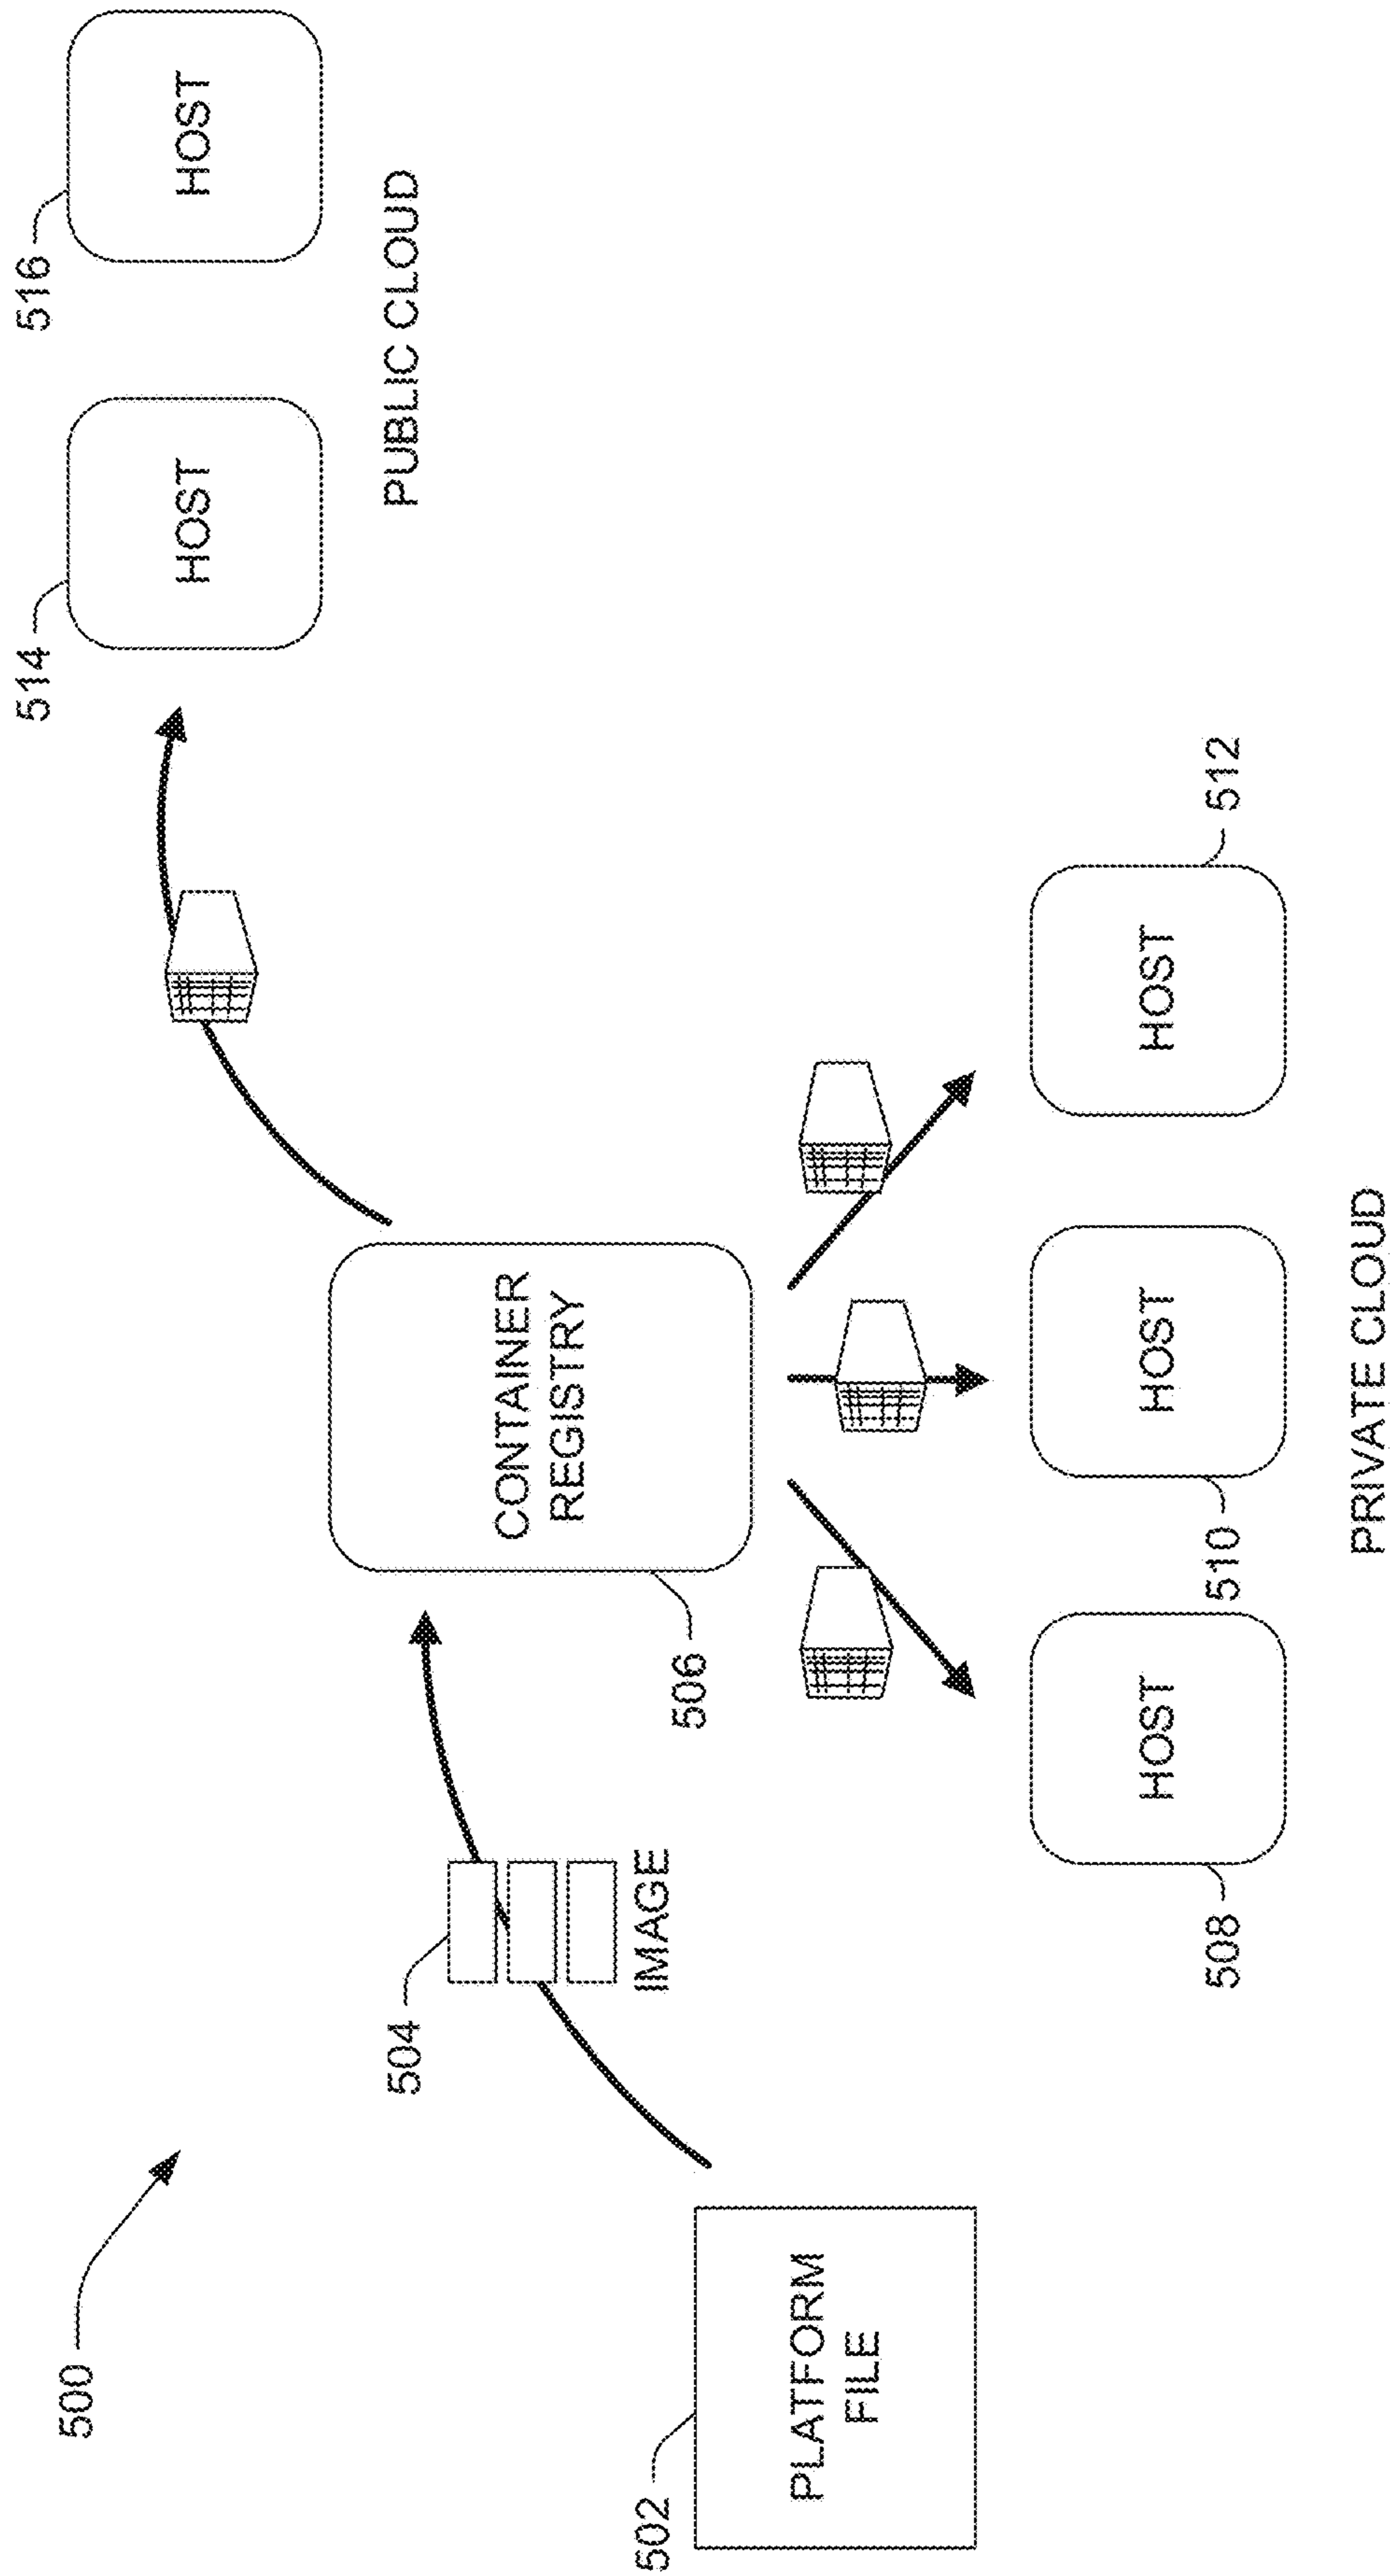 500
502
PLATFORM
FILE
504
IMAGE
506
CONTAINER
REGISTRY
514
HOST
516
HOST
PUBLIC CLOUD
508
HOST
510
HOST
512
HOST
PRIVATE CLOUD